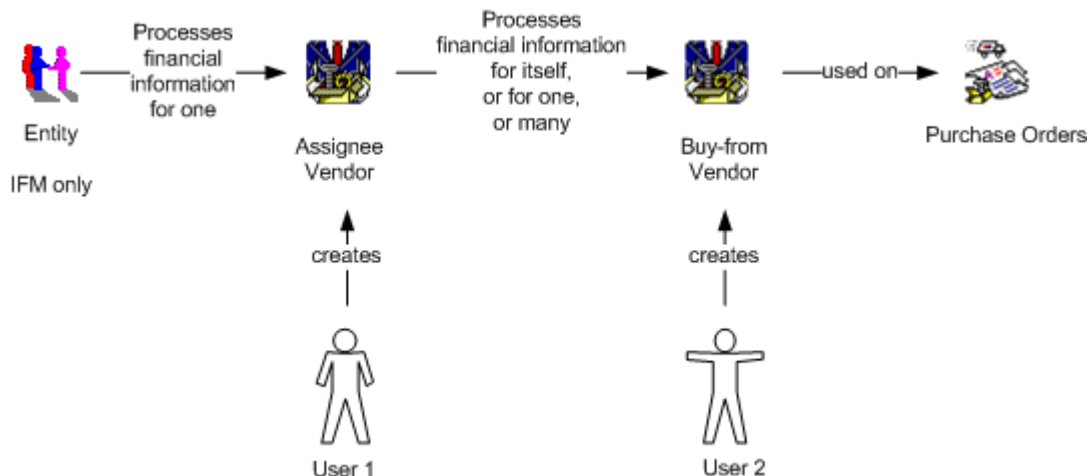 Processes
financial
information
for one
Processes
financial information
for itself,
or for one,
or many
used on
Entity
IFM only
Assignee
Vendor
Buy-from
Vendor
Purchase Orders
creates
creates
User 1
User 2